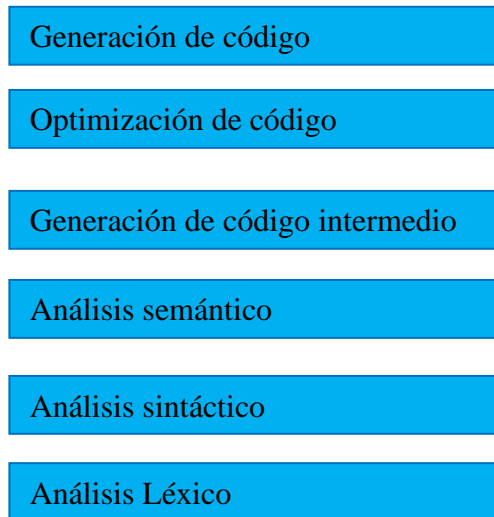 Generación de código
Optimización de código
Generación de código intermedio
Análisis semántico
Análisis sintáctico
Análisis Léxico